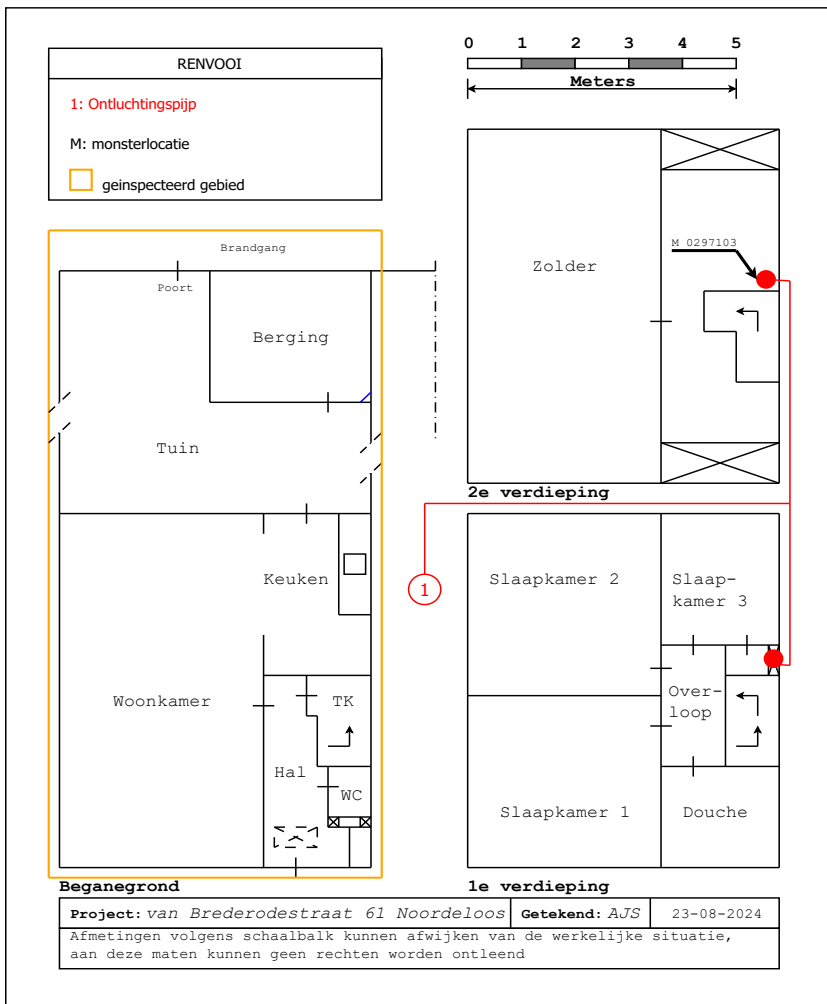 RENVOOI
1: Ontluchtingspijp
M: monsterlocatie
geinspecteerd gebied
0 1 2 3 4 5
Meters
Brandgang
Poort
Berging
Tuin
Keuken
Woonkamer
TK
Hal
WC
Beganegrond
Zolder
M 0297103
2e verdieping
1
Slaapkamer 2
Slaap-
kamer 3
Over-
loop
Slaapkamer 1
Douche
1e verdieping
Project: van Brederodestraat 61 Noordeloos Getekend: AJS 23-08-2024
Afmetingen volgens schaalbalk kunnen afwijken van de werkelijke situatie,
aan deze maten kunnen geen rechten worden ontleend